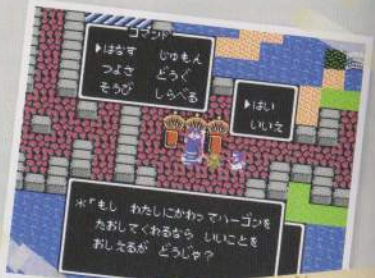 コマンド
▶はなす じゅもん
つよさ どうぐ
そうび しらべる
▶はい
いいえ
*「もし わたしにかわってハーゴンを
たおしてくれるなら いいことを
おしえるが どうじゃ?